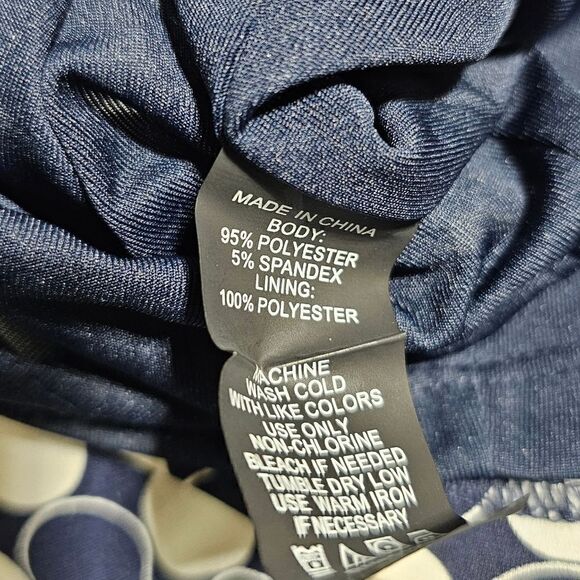 MADE IN CHINA
BODY:
95% POLYESTER
5% SPANDEX
LINING:
100% POLYESTER
MACHINE
WASH COLD
WITH LIKE COLORS
USE ONLY
NON-CHLORINE
BLEACH IF NEEDED
TUMBLE DRY LOW
USE WARM IRON
IF NECESSARY